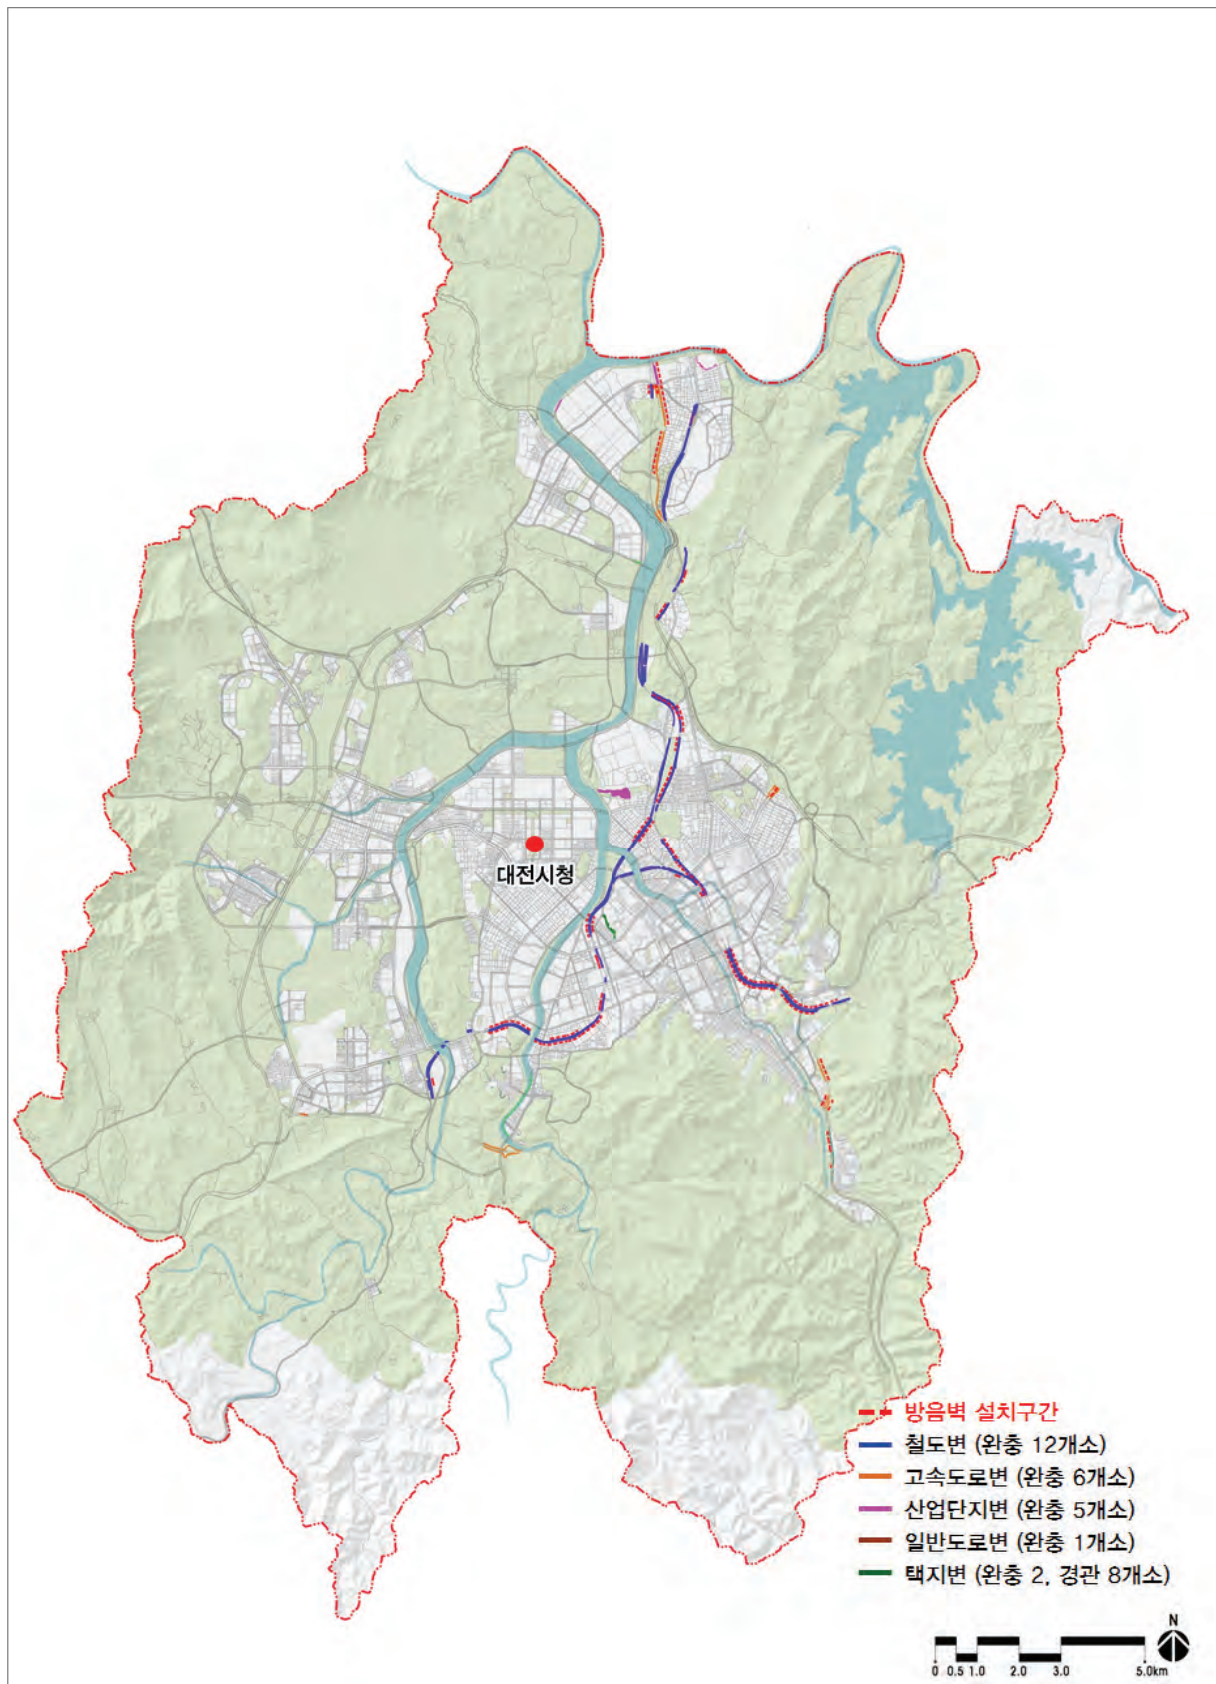 대전시청
방음벽 설치구간
철도변 (완충 12개소)
고속도로변 (완충 6개소)
산업단지변 (완충 5개소)
일반도로변 (완충 1개소)
택지변 (완충 2, 경관 8개소)
N
0 0.5 1.0 2.0 3.0 5.0km